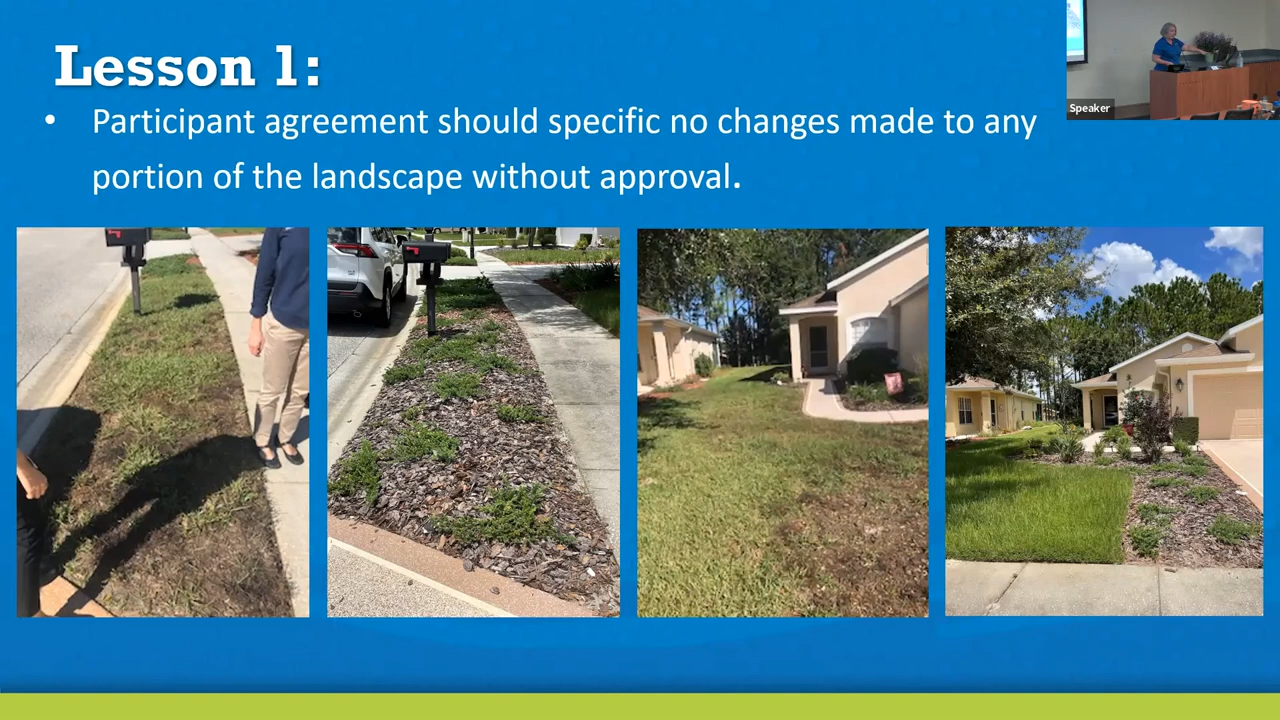 Lesson 1:
• Participant agreement should specific no changes made to any
portion of the landscape without approval.
Speaker